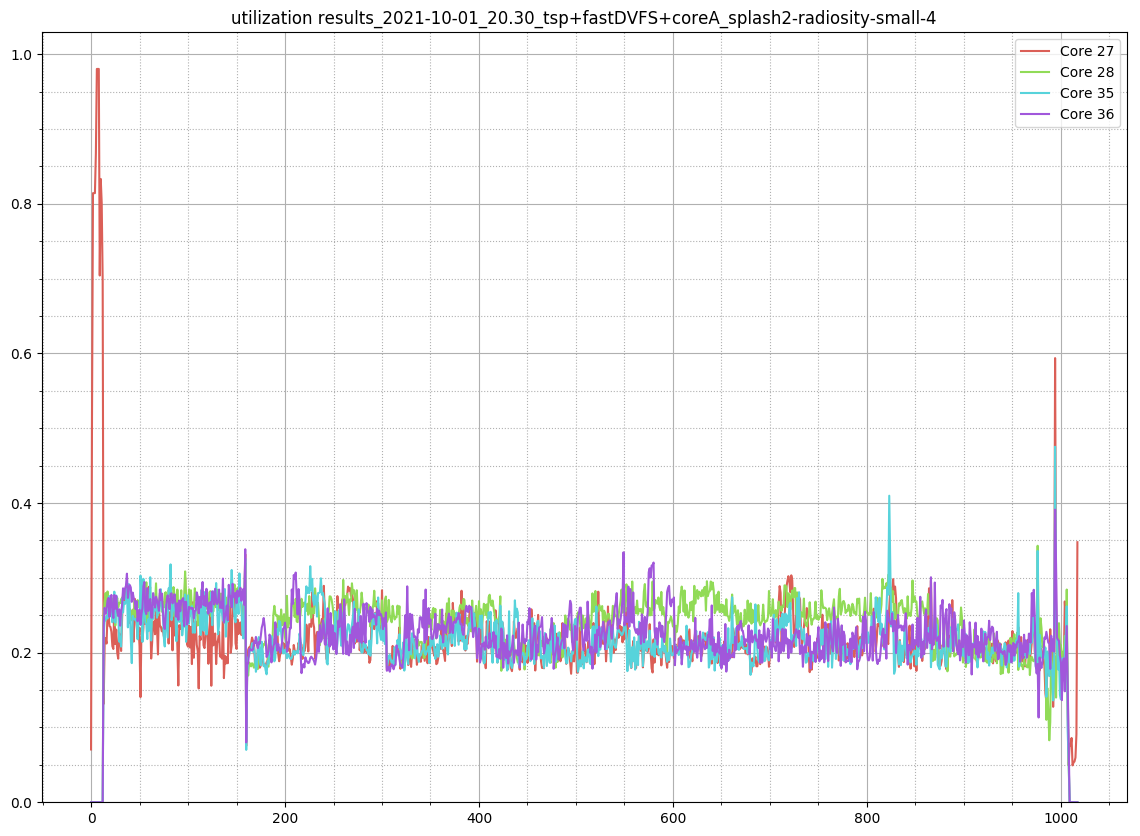 utilization results_2021-10-01_20.30_tsp+fastDVFS+coreA_splash2-radiosity-small-4
Core 27
Core 28
Core 35
Core 36
1.0
0.8
0.6
0.4
0.2
0.0
0 200 400 600 800 1000